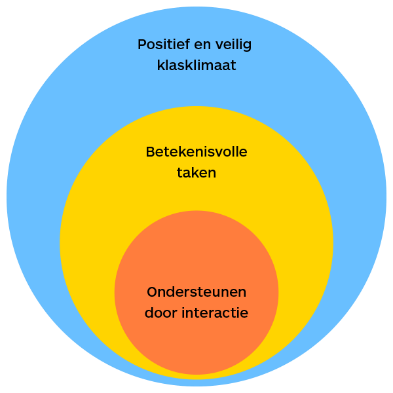 Positief en veilig
klasklimaat
Betekenisvolle
taken
Ondersteunen
door interactie